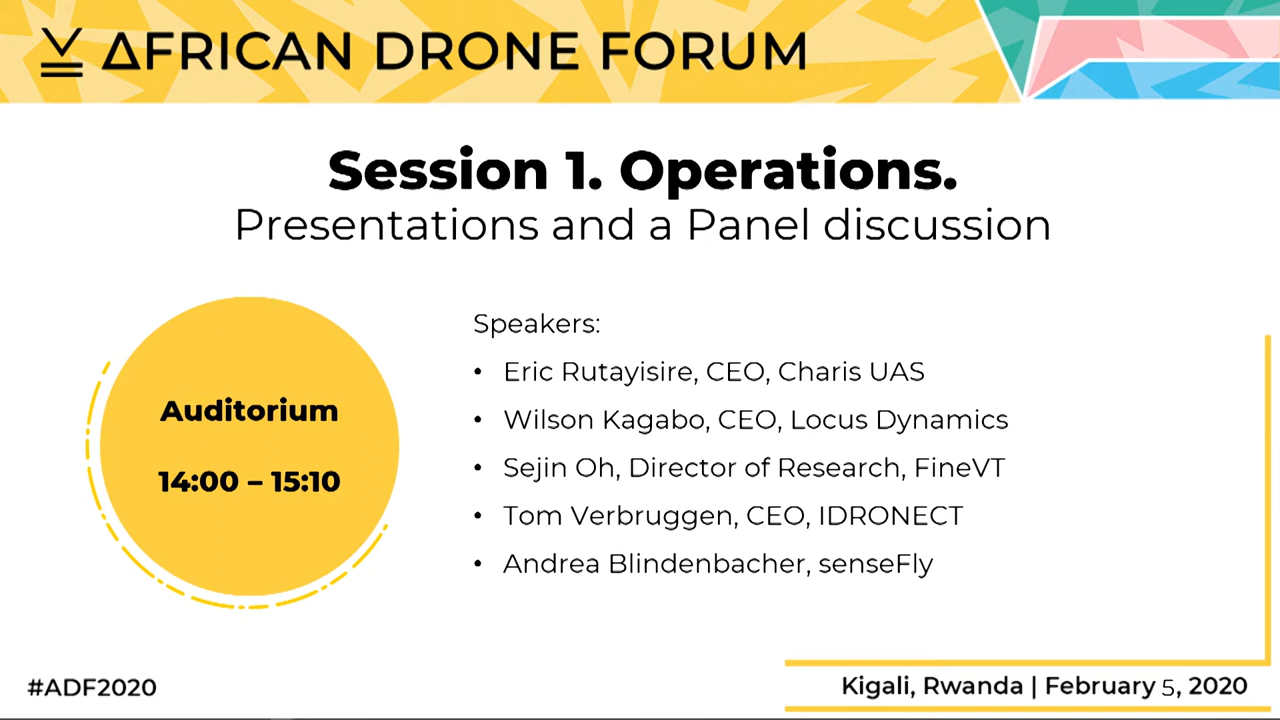 AFRICAN DRONE FORUM
Session 1. Operations.
Presentations and a Panel discussion
Auditorium
14:00 – 15:10
Speakers:
• Eric Rutayisire, CEO, Charis UAS
• Wilson Kagabo, CEO, Locus Dynamics
• Sejin Oh, Director of Research, FineVT
• Tom Verbruggen, CEO, IDRONECT
• Andrea Blindenbacher, senseFly
#ADF2020
Kigali, Rwanda | February 5, 2020